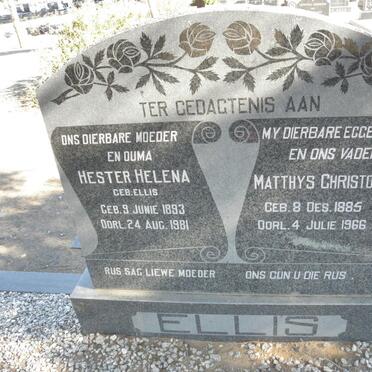 TER GEDAGTENIS AAN
ONS DIERBARE MOEDER
EN OUMA
HESTER HELENA
GEB. ELLIS
GEB. 9 JUNIE 1893
OORL. 24 AUG. 1981
RUS SAG LIEWE MOEDER
MY DIERBARE EGGE
EN ONS VADE
MATTHYS CHRISTO
GEB. 8 DES. 1885
OORL. 4 JULIE 1966
ONS GUN U DIE RUS
ELLIS